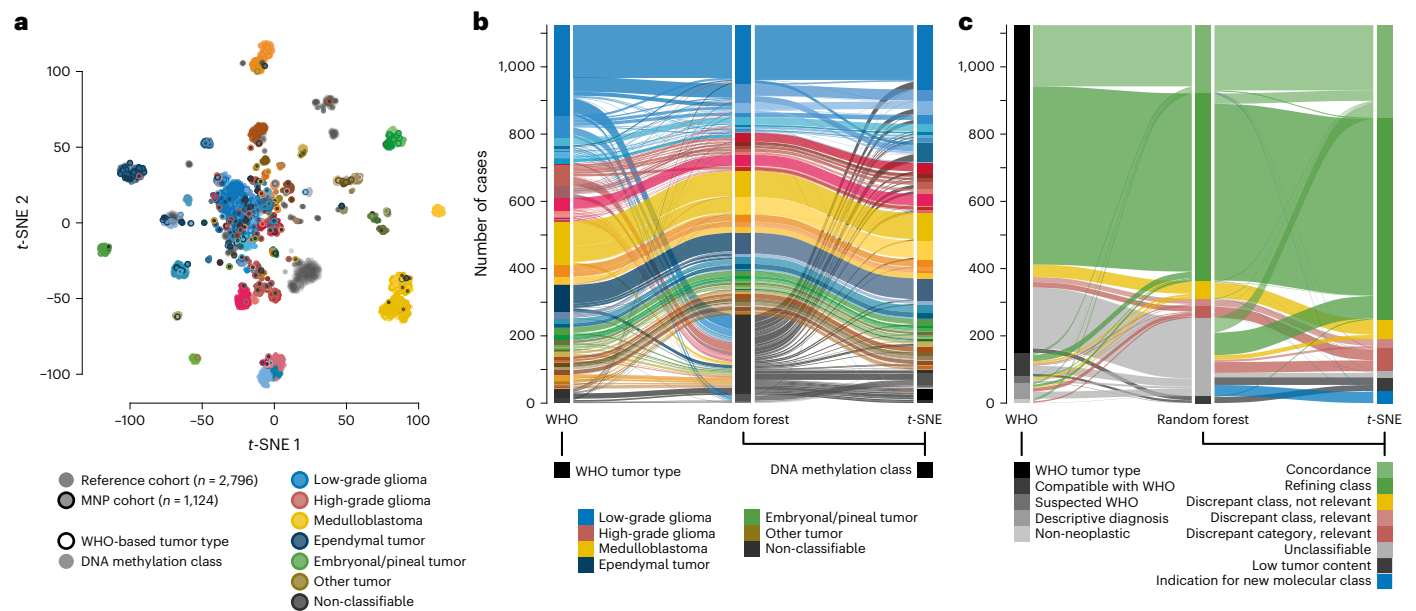 a
100
50
0
−50
−100
t-SNE 2
−100
−50
0
50
100
t-SNE 1
Reference cohort (n = 2,796)
MNP cohort (n = 1,124)
WHO-based tumor type
DNA methylation class
Low-grade glioma
High-grade glioma
Medulloblastoma
Ependymal tumor
Embryonal/pineal tumor
Other tumor
Non-classifiable
b
Number of cases
1,000
800
600
400
200
0
WHO
Random forest
t-SNE
WHO tumor type
DNA methylation class
Low-grade glioma
High-grade glioma
Medulloblastoma
Ependymal tumor
Embryonal/pineal tumor
Other tumor
Non-classifiable
c
1,000
800
600
400
200
0
WHO
Random forest
t-SNE
WHO tumor type
Compatible with WHO
Suspected WHO
Descriptive diagnosis
Non-neoplastic
Concordance
Refining class
Discrepant class, not relevant
Discrepant class, relevant
Discrepant category, relevant
Unclassifiable
Low tumor content
Indication for new molecular class